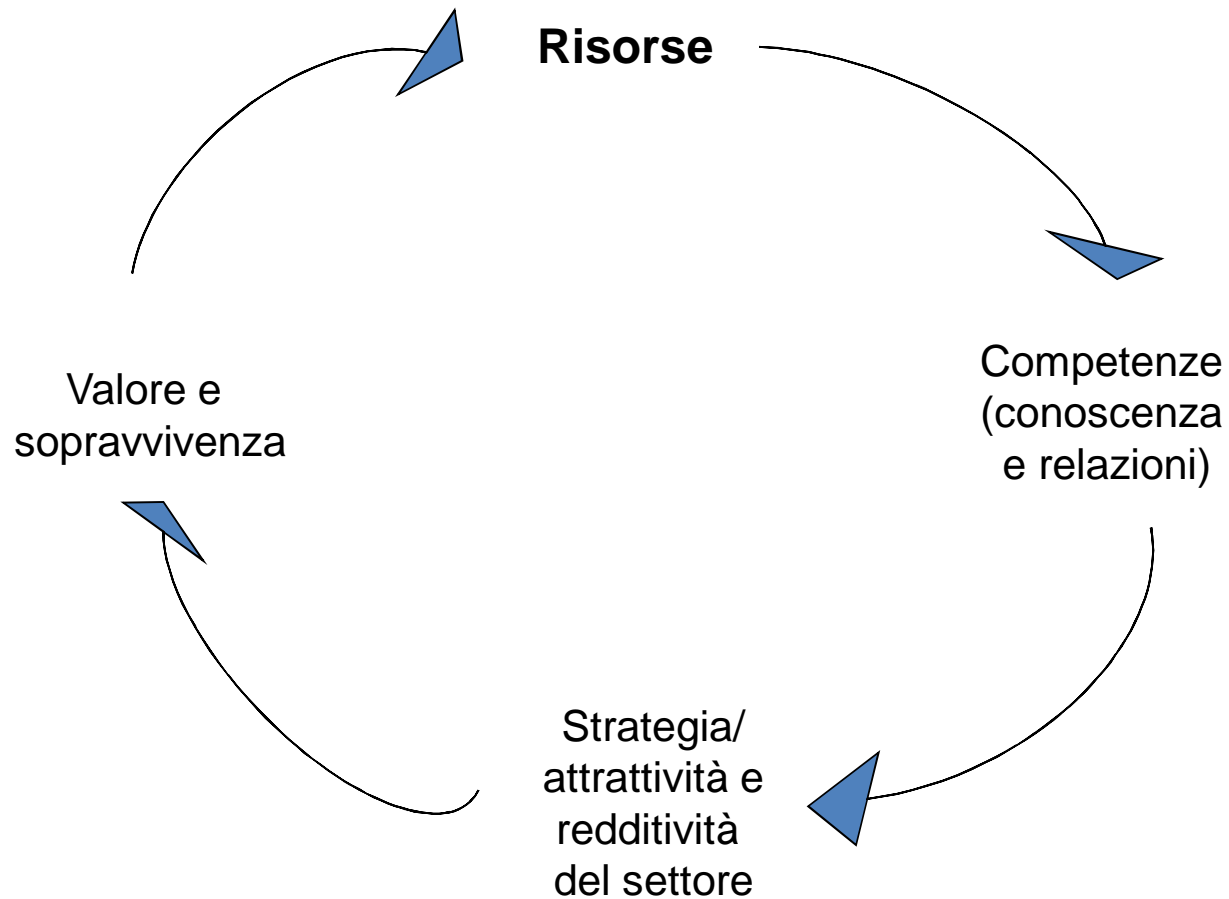 Risorse
Competenze
(conoscenza
e relazioni)
Valore e
sopravvivenza
Strategia/
attrattività e
redditività
del settore